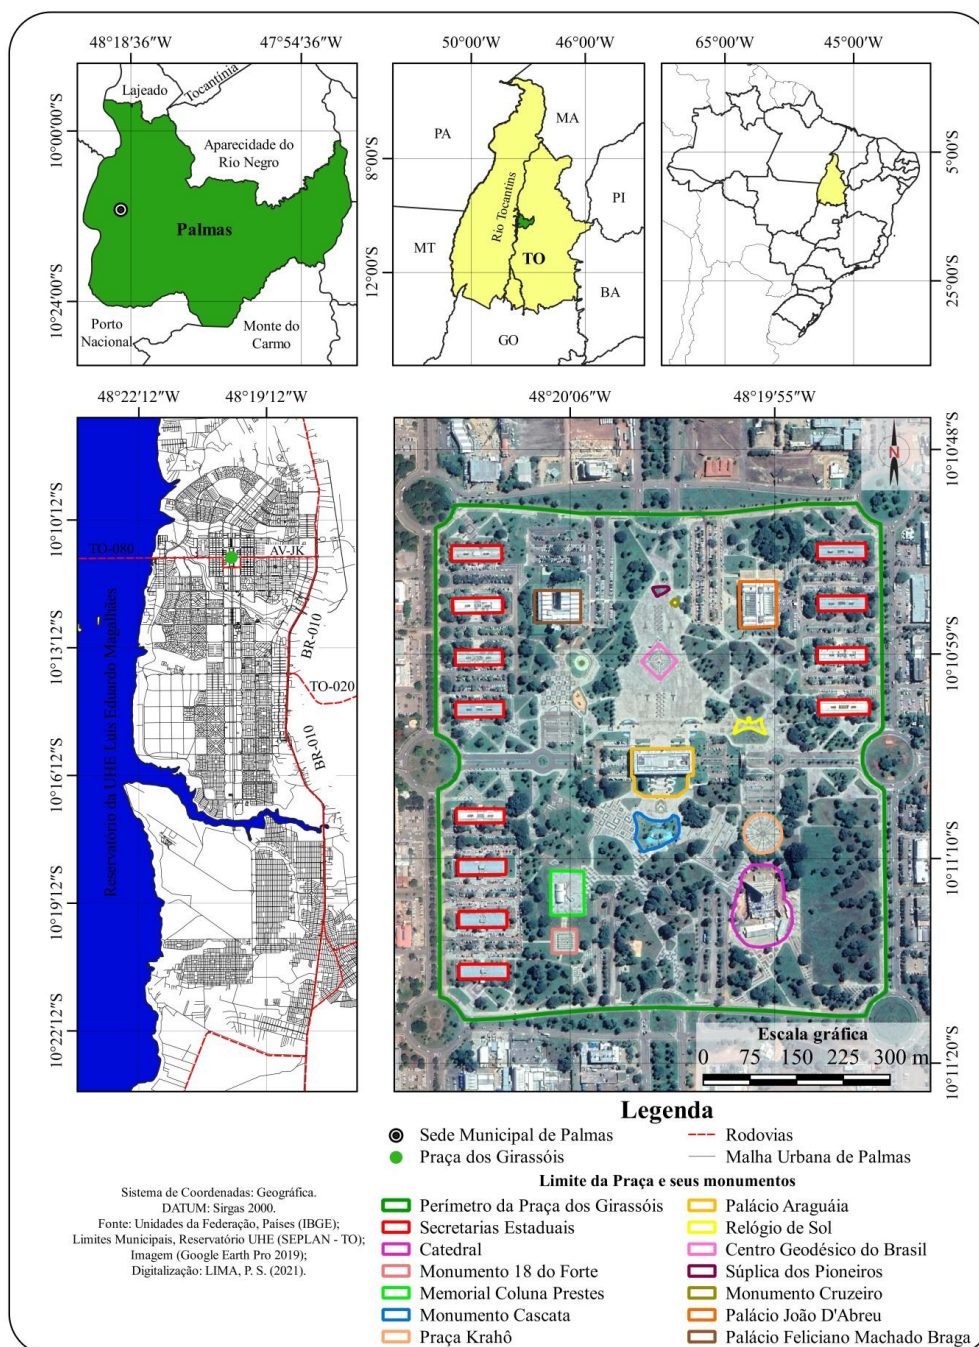 48°18'36"W
47°54'36"W
10°00'00"S
10°24'00"S
Lajeado
Tocantínia
Aparecida do
Rio Negro
Palmas
Porto
Nacional
Monte do
Carmo
50°00'W
46°00'W
8°00'S
12°00'S
PA
MA
PI
MT
Rio Tocantins
TO
BA
GO
65°00'W
45°00'W
5°00'S
25°00'S
48°22'12"W
48°19'12"W
10°10'12"S
10°13'12"S
10°16'12"S
10°19'12"S
10°22'12"S
TO-080
AV-JK
BR-010
TO-020
BR-010
Reservatório da UHE Luis Eduardo Magalhães
48°20'06"W
48°19'55"W
10°10'48"S
10°10'59"S
10°11'10"S
10°11'20"S
N
Escala gráfica
0 75 150 225 300 m
Legenda
Sede Municipal de Palmas
Praça dos Girassóis
Rodovias
Malha Urbana de Palmas
Limite da Praça e seus monumentos
Perímetro da Praça dos Girassóis
Secretarias Estaduais
Catedral
Monumento 18 do Forte
Memorial Coluna Prestes
Monumento Cascata
Praça Krahô
Palácio Araguáia
Relógio de Sol
Centro Geodésico do Brasil
Súplica dos Pioneiros
Monumento Cruzeiro
Palácio João D'Abreu
Palácio Feliciano Machado Braga
Sistema de Coordenadas: Geográfica.
DATUM: Sirgas 2000.
Fonte: Unidades da Federação, Países (IBGE);
Limites Municipais, Reservatório UHE (SEPLAN - TO);
Imagem (Google Earth Pro 2019);
Digitalização: LIMA, P. S. (2021).